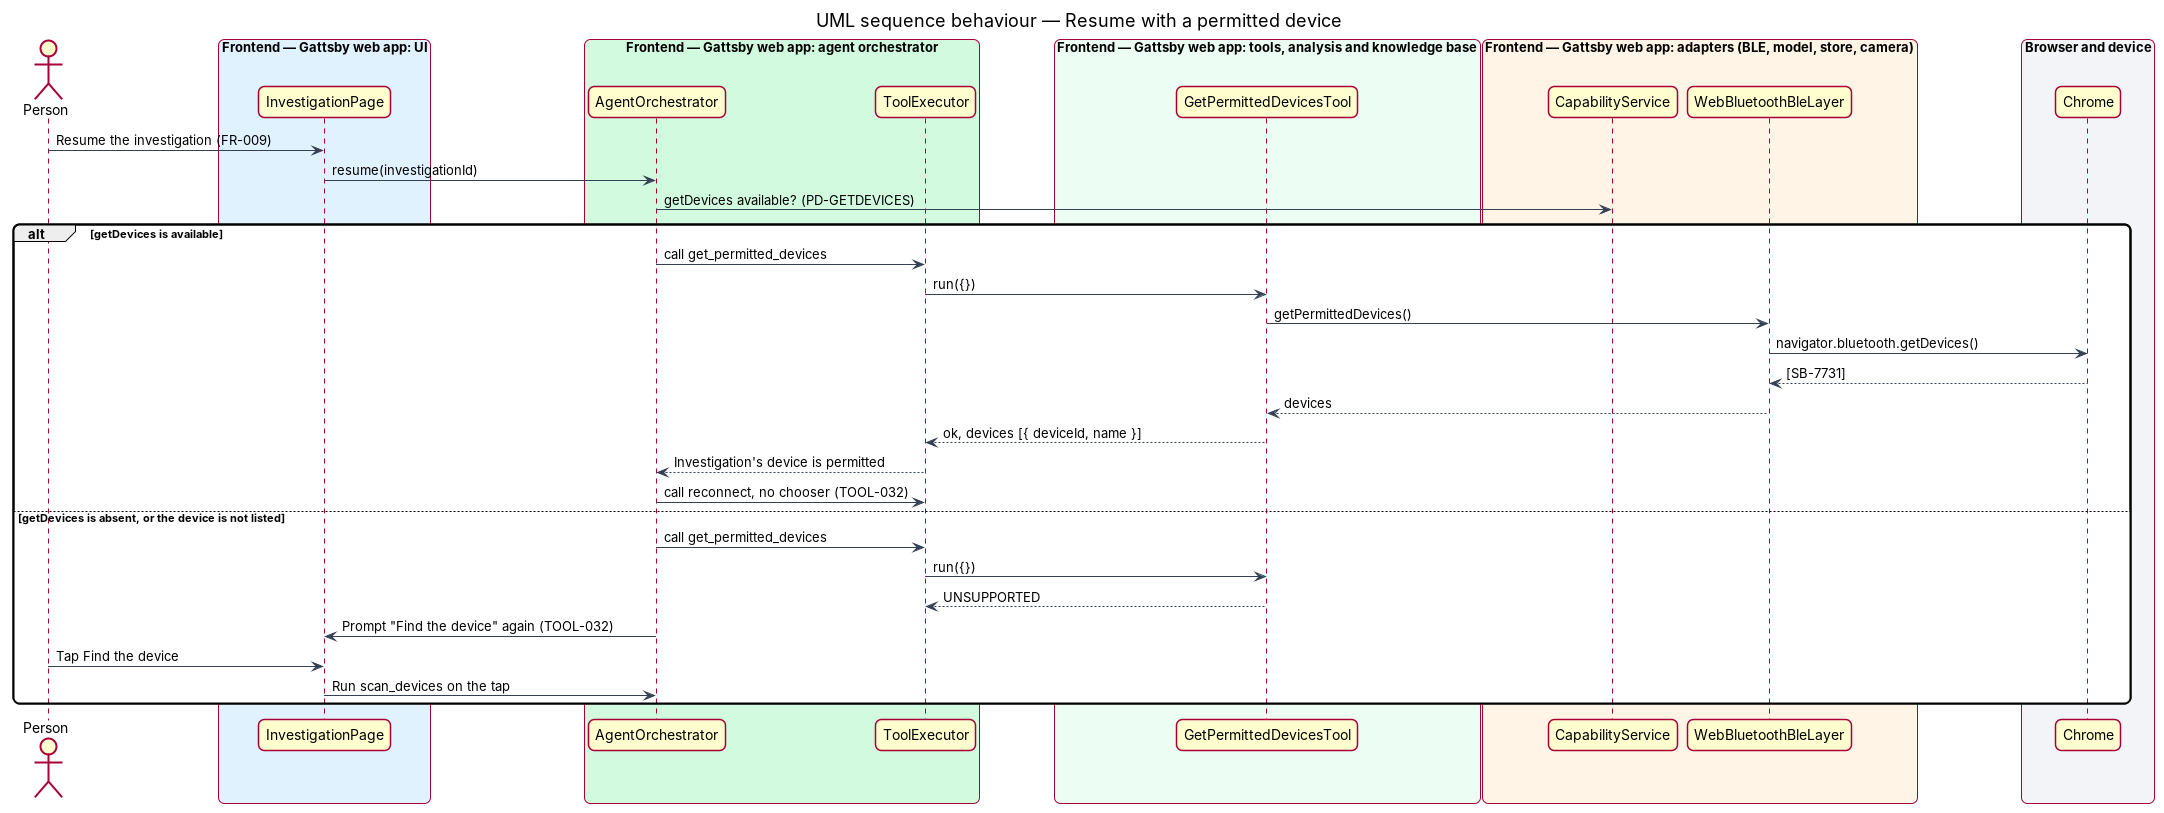 UML sequence behaviour — Resume with a permitted device
Frontend — Gattsby web app: UI
Frontend — Gattsby web app: agent orchestrator
Frontend — Gattsby web app: tools, analysis and knowledge base
Frontend — Gattsby web app: adapters (BLE, model, store, camera)
Browser and device
Person
InvestigationPage
AgentOrchestrator
ToolExecutor
GetPermittedDevicesTool
CapabilityService
WebBluetoothBleLayer
Chrome
Resume the investigation (FR-009)
resume(investigationId)
getDevices available? (PD-GETDEVICES)
alt
[getDevices is available]
call get_permitted_devices
run({})
getPermittedDevices()
navigator.bluetooth.getDevices()
[SB-7731]
devices
ok, devices [{ deviceId, name }]
Investigation's device is permitted
call reconnect, no chooser (TOOL-032)
[getDevices is absent, or the device is not listed]
call get_permitted_devices
run({})
UNSUPPORTED
Prompt "Find the device" again (TOOL-032)
Tap Find the device
Run scan_devices on the tap
Person
InvestigationPage
AgentOrchestrator
ToolExecutor
GetPermittedDevicesTool
CapabilityService
WebBluetoothBleLayer
Chrome